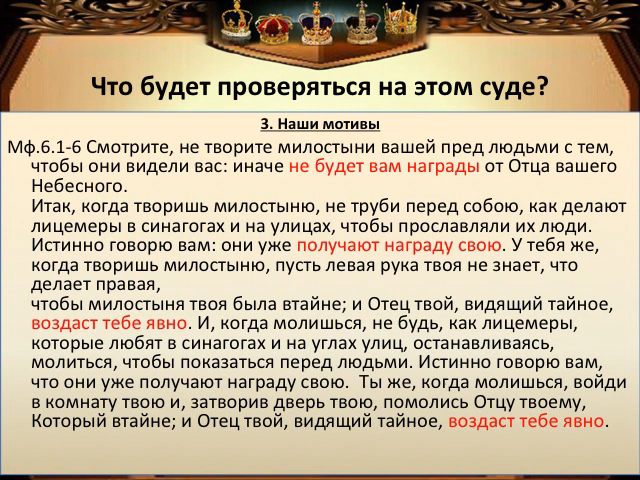 Что будет проверяться на этом суде?
3. Наши мотивы
Мф.6.1-6 Смотрите, не творите милостыни вашей пред людьми с тем,
чтобы они видели вас: иначе не будет вам награды от Отца вашего
Небесного.
Итак, когда творишь милостыню, не труби перед собою, как делают
лицемеры в синагогах и на улицах, чтобы прославляли их люди.
Истинно говорю вам: они уже получают награду свою. У тебя же,
когда творишь милостыню, пусть левая рука твоя не знает, что
делает правая,
чтобы милостыня твоя была втайне; и Отец твой, видящий тайное,
воздаст тебе явно. И, когда молишься, не будь, как лицемеры,
которые любят в синагогах и на углах улиц, останавливаясь,
молиться, чтобы показаться перед людьми. Истинно говорю вам,
что они уже получают награду свою.  Ты же, когда молишься, войди
в комнату твою и, затворив дверь твою, помолись Отцу твоему,
Который втайне; и Отец твой, видящий тайное, воздаст тебе явно.